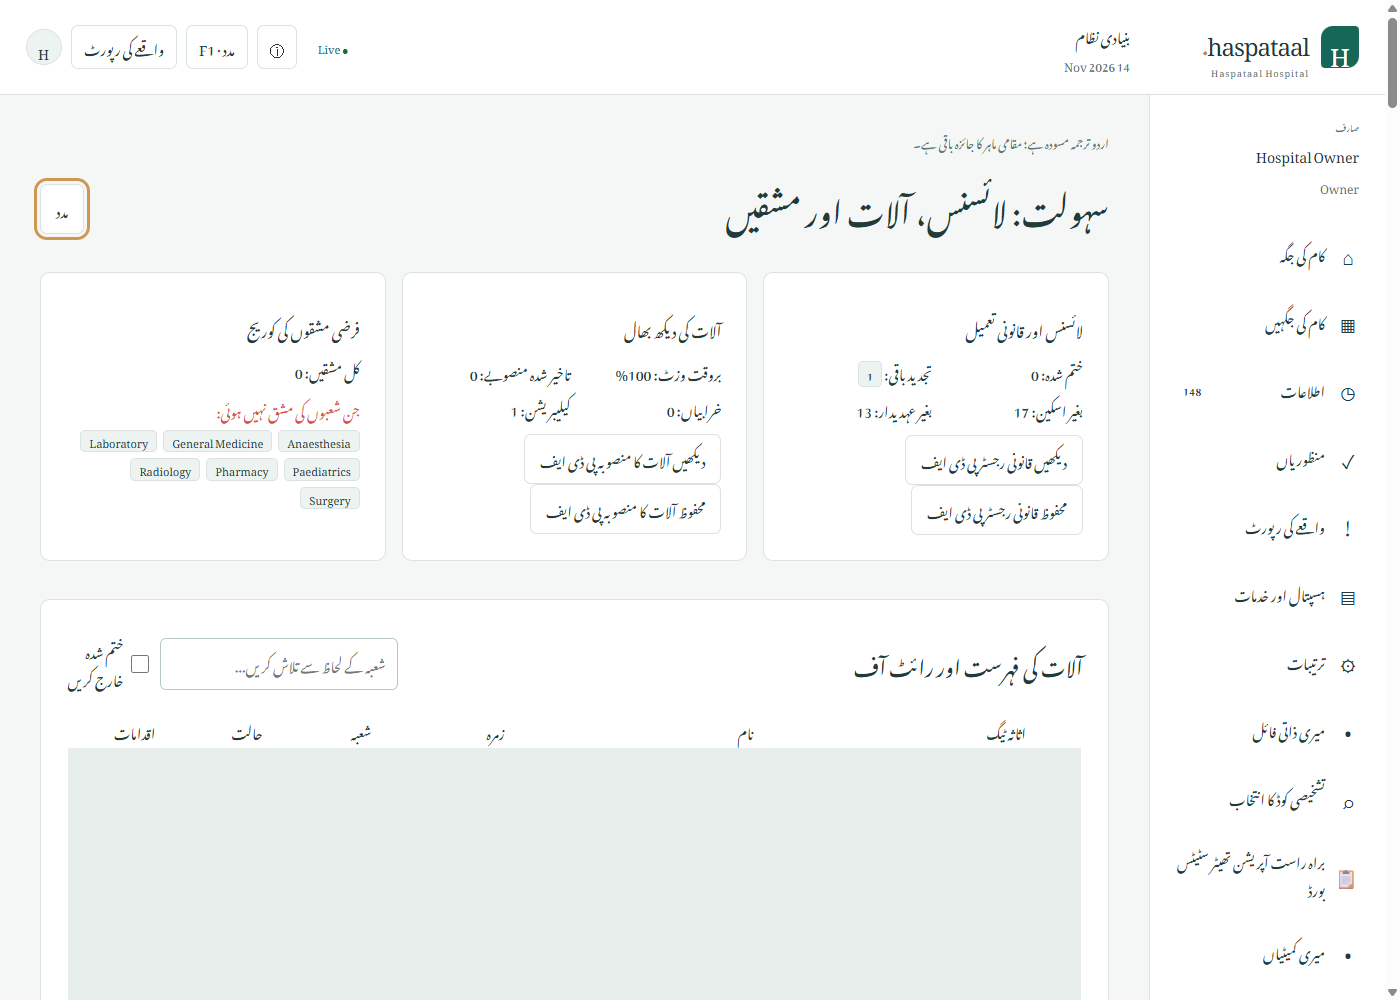 haspataal.
Haspataal Hospital
H
بنیادی نظام
14 Nov 2026
Live
ⓘ
مدد F1۰
واقعے کی رپورٹ
H
صارف
Hospital Owner
Owner
کام کی جگہ
کام کی جگہیں
اطلاعات 148
منظوریاں
واقعے کی رپورٹ
ہسپتال اور خدمات
ترتیبات
میری ذاتی فائل
تشخیصی کوڈ کا انتخاب
براہ راست آپریشن تھیٹر سٹیٹس
بورڈ
میری کمیٹیاں
اردو ترجمہ مسودہ ہے؛ مقامی ماہر کا جائزہ باقی ہے۔
سہولت: لائسنس، آلات اور مشقیں
مدد
لائسنس اور قانونی تعمیل
ختم شدہ: 0
تجدید باقی: 1
بغیر اسکین: 17
بغیر عہدیدار: 13
دیکھیں قانونی رجسٹر پی ڈی ایف
محفوظ قانونی رجسٹر پی ڈی ایف
آلات کی دیکھ بھال
بروقت وزٹ: 100%
تاخیر شدہ منصوبے: 0
خرابیاں: 0
کیلیبریشن: 1
دیکھیں آلات کا منصوبہ پی ڈی ایف
محفوظ آلات کا منصوبہ پی ڈی ایف
فرضی مشقوں کی کوریج
کل مشقیں: 0
جن شعبوں کی مشق نہیں ہوئی:
Anaesthesia
General Medicine
Laboratory
Paediatrics
Pharmacy
Radiology
Surgery
آلات کی فہرست اور رائٹ آف
شعبہ کے لحاظ سے تلاش کریں...
ختم شدہ
خارج کریں
اثاثہ ٹیگ
نام
زمرہ
شعبہ
حالت
اقدامات